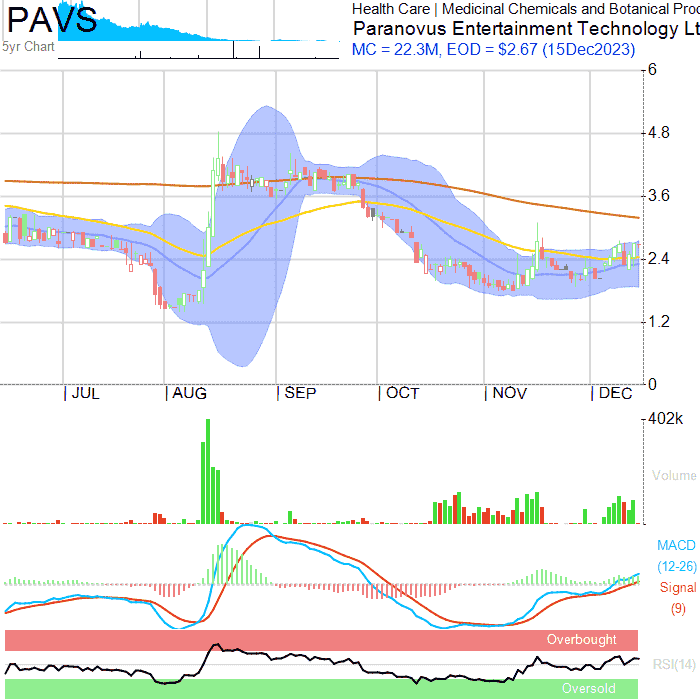 PAVS
5yr Chart
Health Care | Medicinal Chemicals and Botanical Proc
Paranovus Entertainment Technology Lt
MC = 22.3M, EOD = $2.67 (15Dec2023)
6
4.8
3.6
2.4
1.2
0
JUL AUG SEP OCT NOV DEC
402k
Volume
MACD
(12-26)
Signal
(9)
Overbought
RSI(14)
Oversold